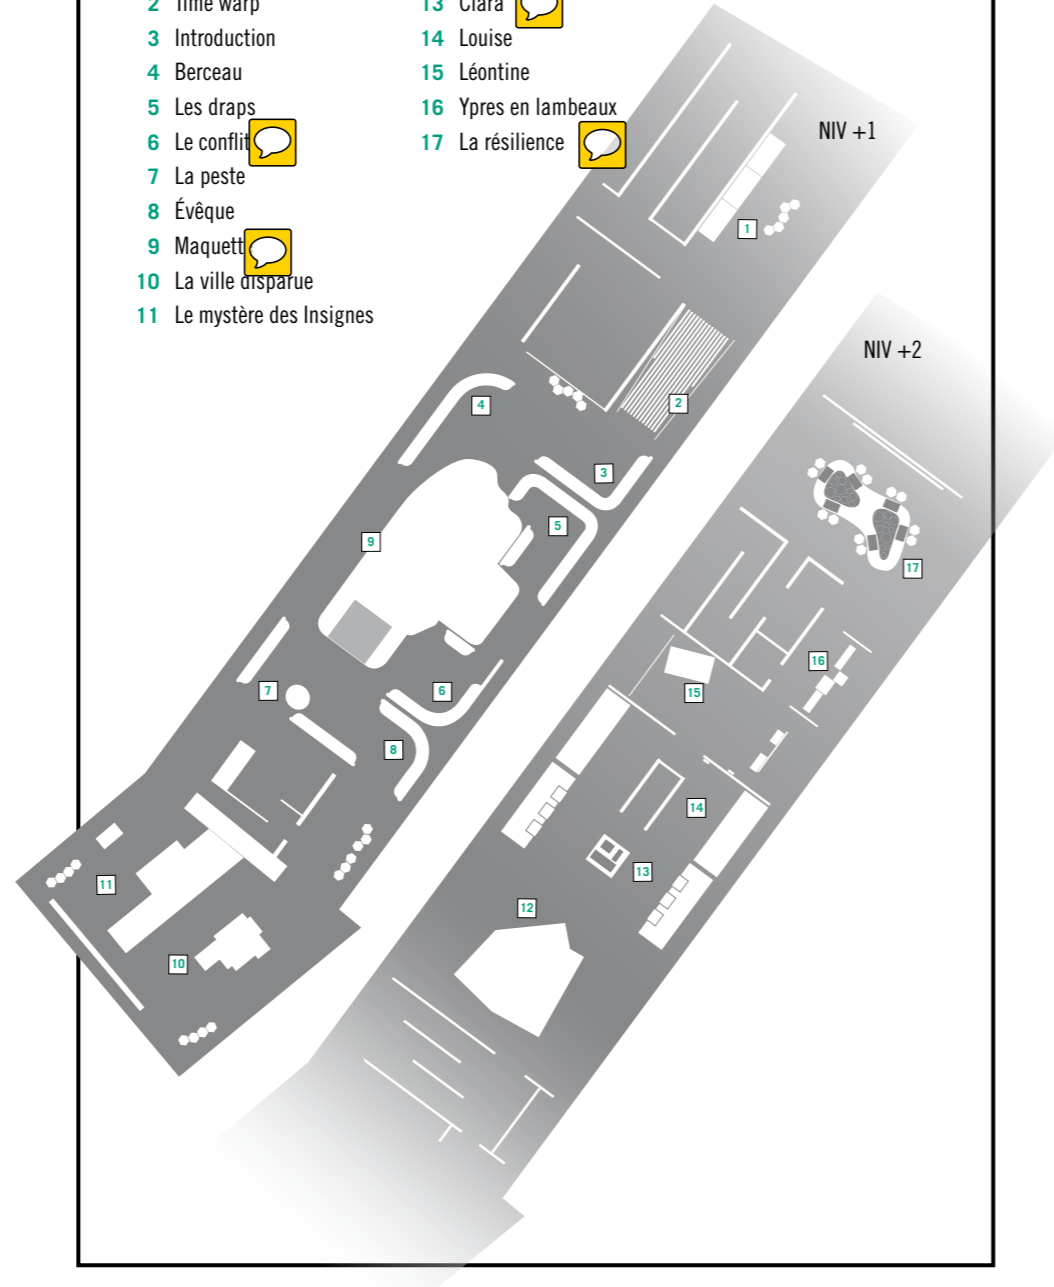 2 Time warp
3 Introduction
4 Berceau
5 Les draps
6 Le conflit
7 La peste
8 Évêque
9 Maquett
10 La ville disparue
11 Le mystère des Insignes
13 Clara
14 Louise
15 Léontine
16 Ypres en lambeaux
17 La résilience
NIV +1
1
2
4
3
5
9
6
7
8
11
10
NIV +2
17
16
15
14
13
12